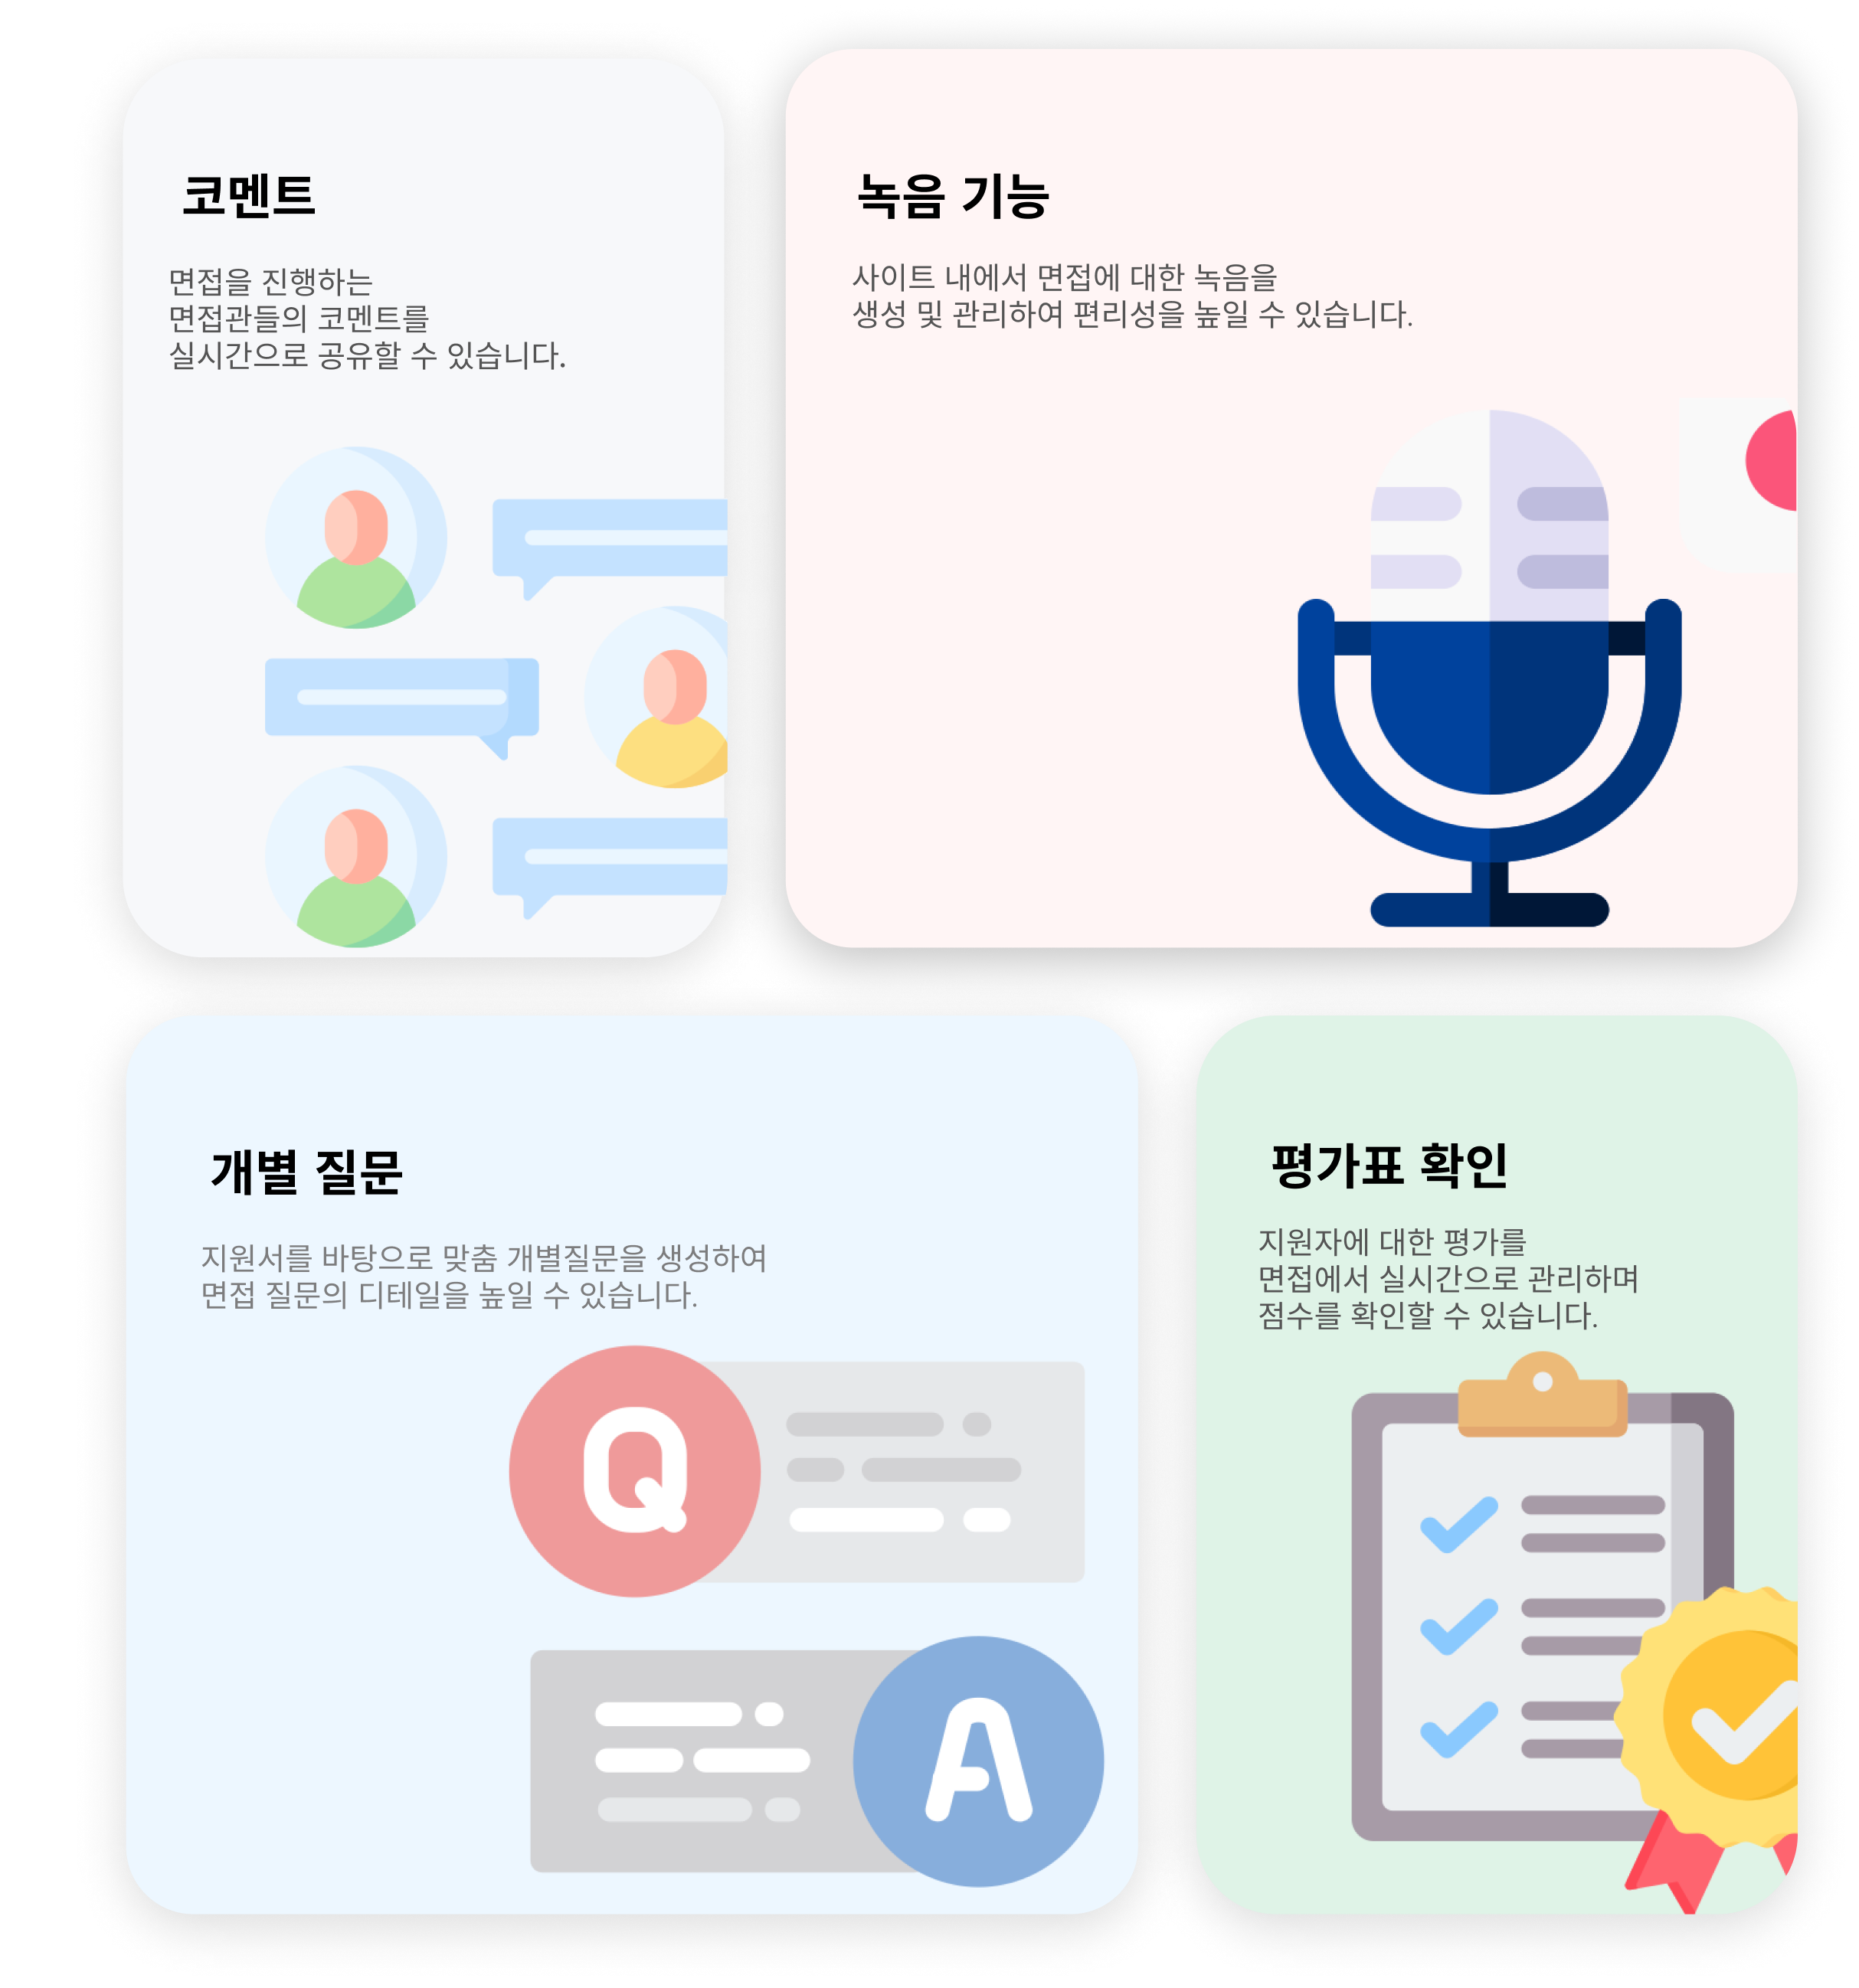 코멘트
면접을 진행하는
면접관들의 코멘트를
실시간으로 공유할 수 있습니다.
녹음 기능
사이트 내에서 면접에 대한 녹음을
생성 및 관리하여 편리성을 높일 수 있습니다.
개별 질문
지원서를 바탕으로 맞춤 개별질문을 생성하여
면접 질문의 디테일을 높일 수 있습니다.
Q
A
평가표 확인
지원자에 대한 평가를
면접에서 실시간으로 관리하며
점수를 확인할 수 있습니다.